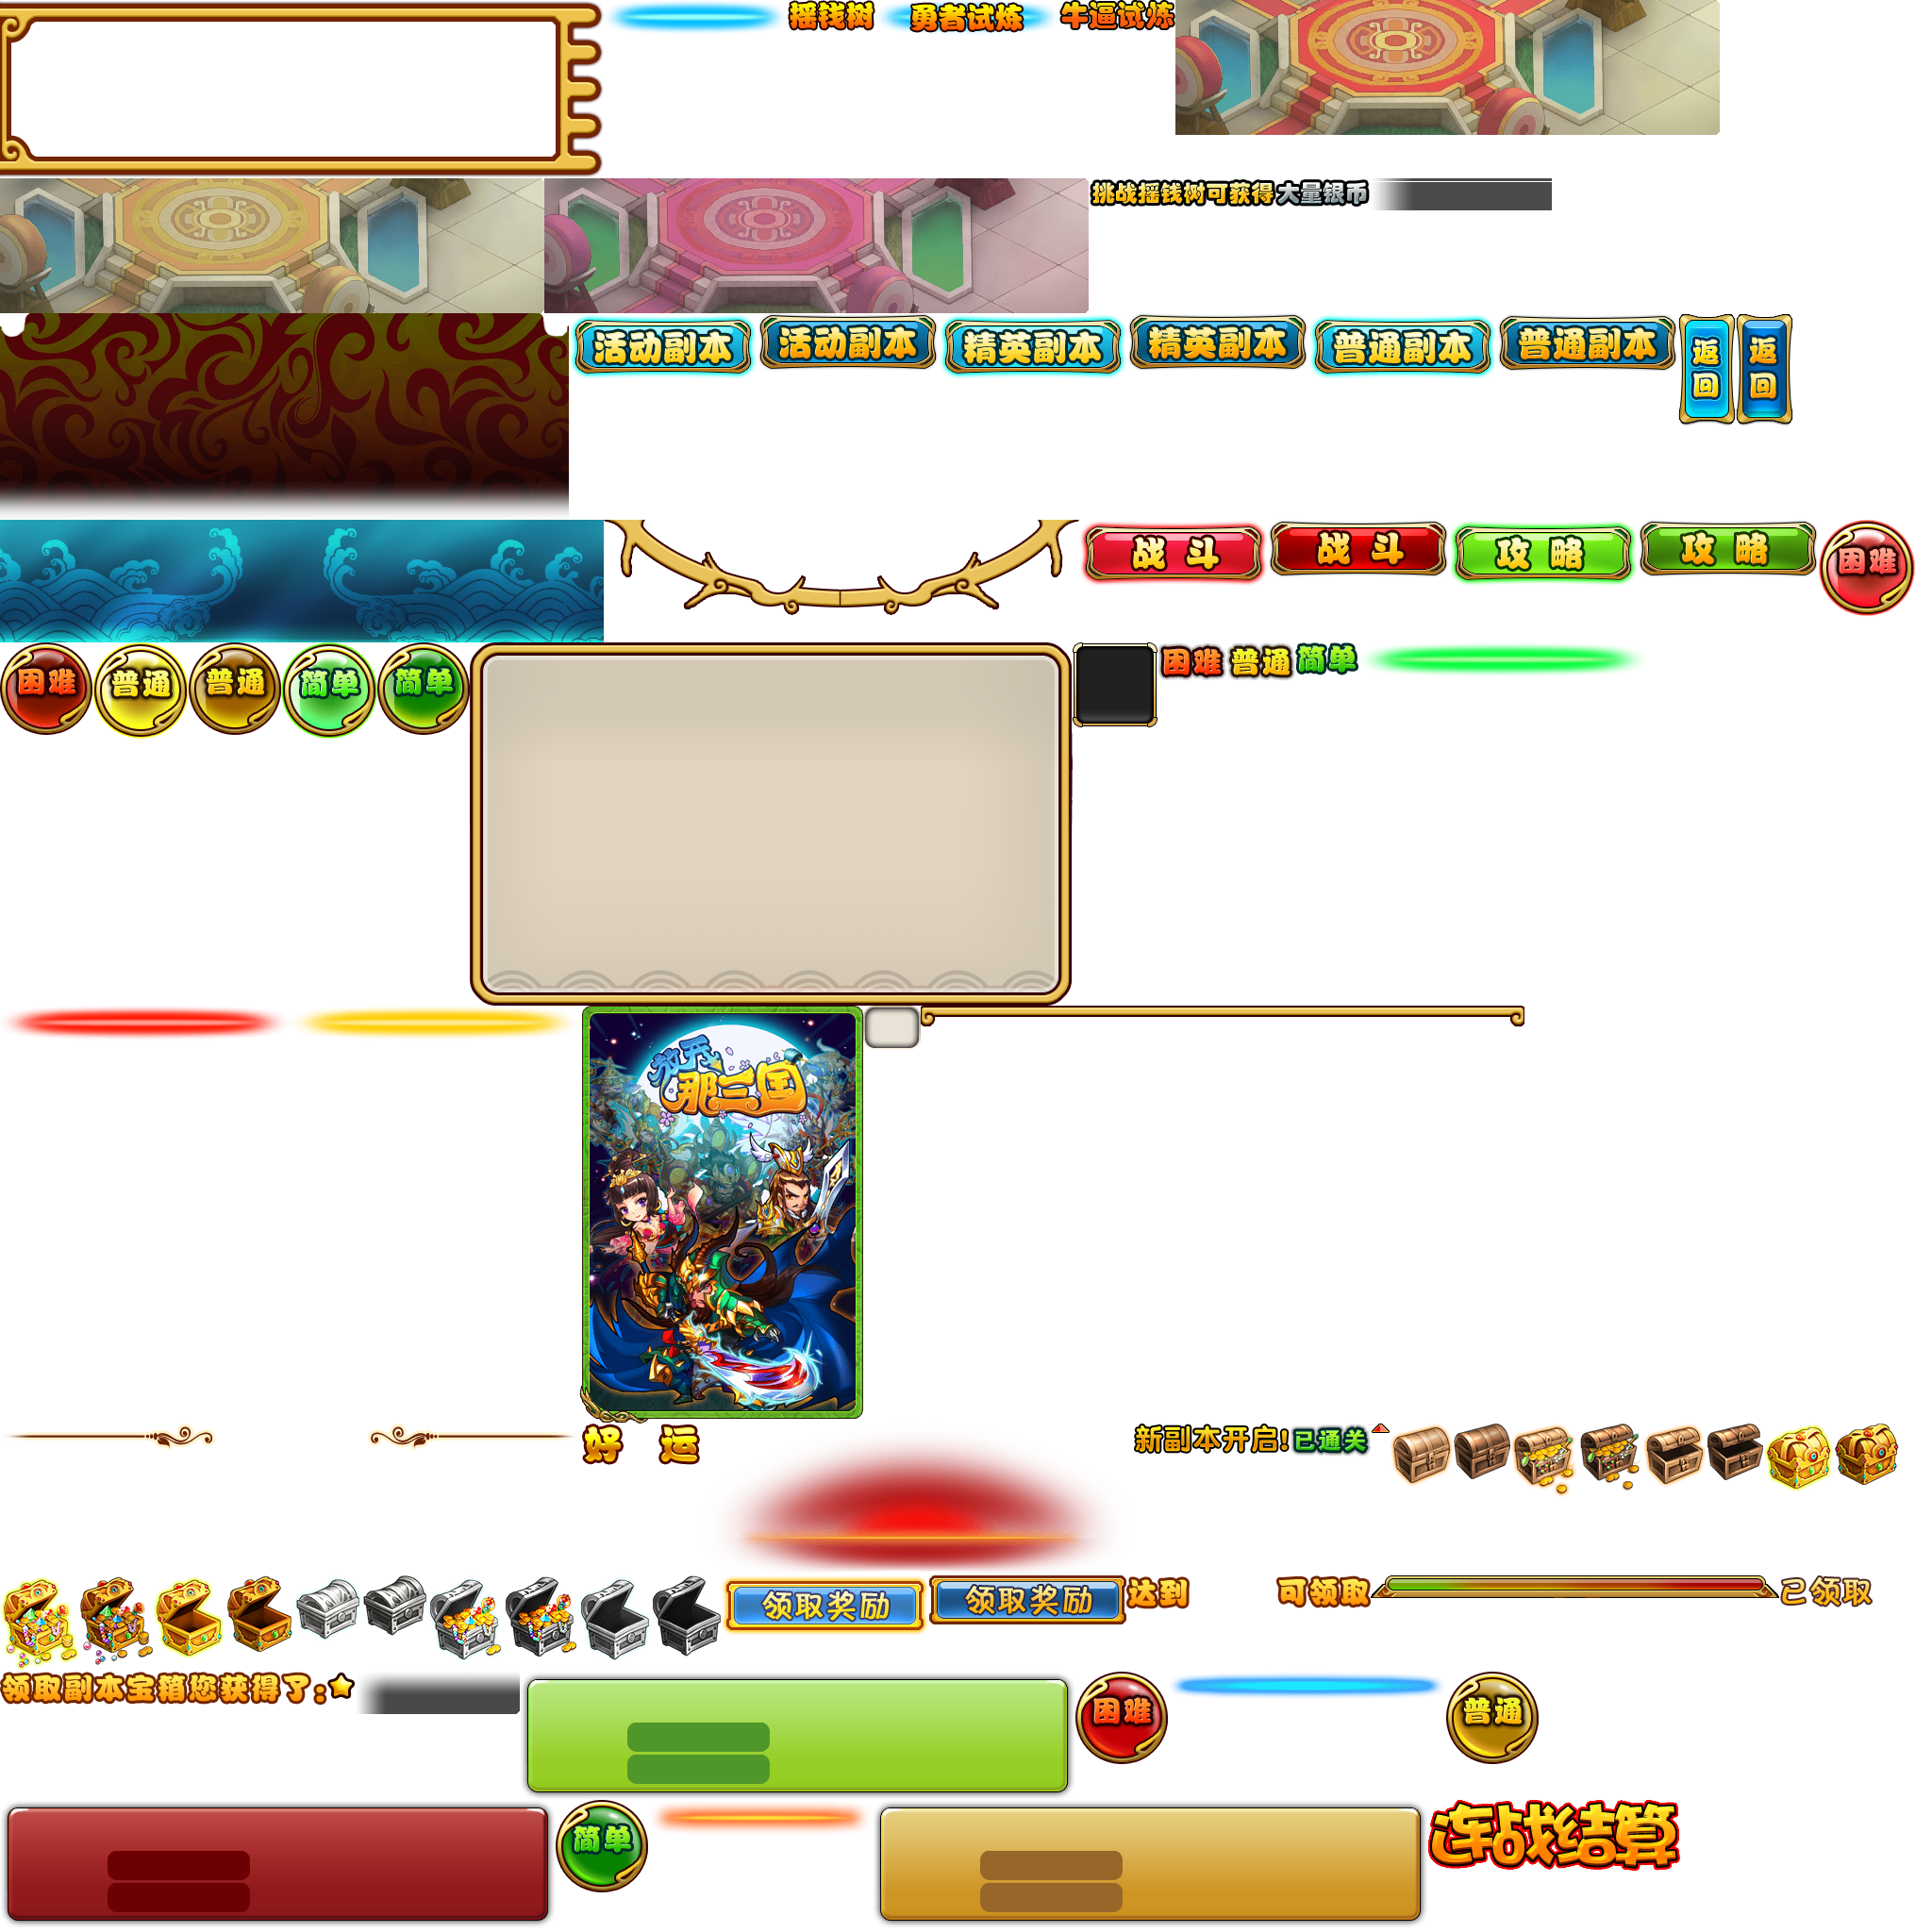 摇钱树
勇者试炼
牛逼试炼
挑战摇钱树可获得大量银币
活动副本
活动副本
精英副本
精英副本
普通副本
普通副本
返回
返回
战斗
战斗
攻略
攻略
困难
困难
普通
普通
简单
简单
困难
普通
简单
放开那三国
好运
新副本开启!
已通关
领取奖励
领取奖励
达到
可领取
已领取
领取副本宝箱您获得了:
困难
普通
简单
连战结算